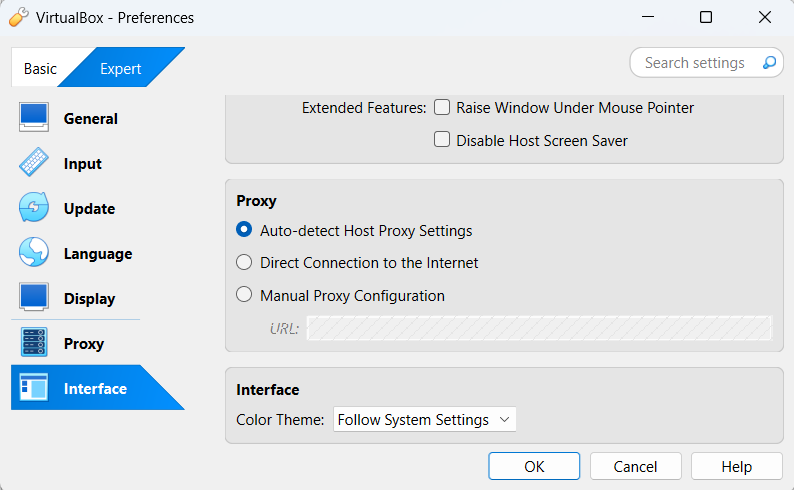 VirtualBox - Preferences
Basic
Expert
Search settings
General
Input
Update
Language
Display
Proxy
Interface
Extended Features: Raise Window Under Mouse Pointer
Disable Host Screen Saver
Proxy
Auto-detect Host Proxy Settings
Direct Connection to the Internet
Manual Proxy Configuration
URL:
Interface
Color Theme: Follow System Settings
OK
Cancel
Help